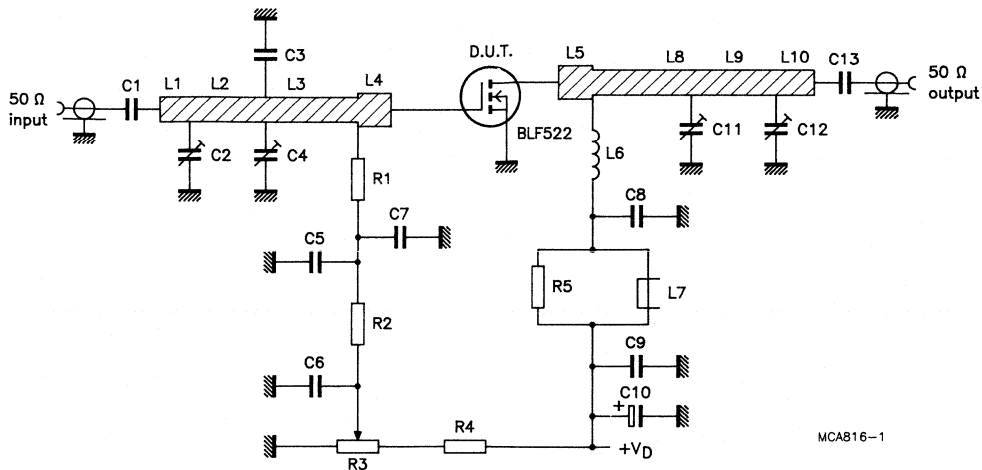 D.U.T.
BLF522
50 Ω
input
C1
L1
L2
C3
L3
L4
L5
L8
L9
L10
C13
50 Ω
output
C2
C4
C11
C12
L6
R1
C7
C5
C8
R5
L7
R2
C6
C9
C10
+
R3
R4
+VD
MCA816-1